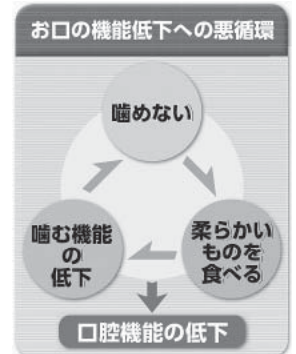 お口の機能低下への悪循環
噛めない
柔らかい
ものを
食べる
噛む機能
の
低下
口腔機能の低下